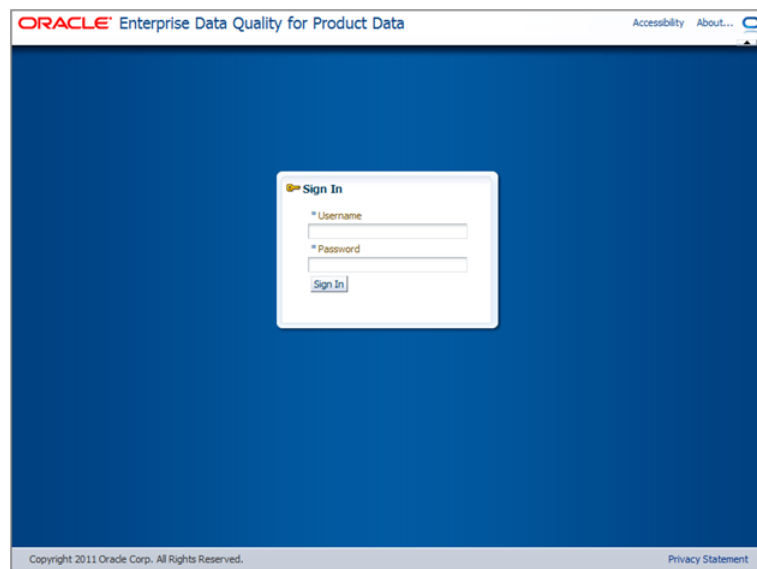 ORACLE Enterprise Data Quality for Product Data Accessibility About...
Sign In
* Username
* Password
Sign In
Copyright 2011 Oracle Corp. All Rights Reserved. Privacy Statement